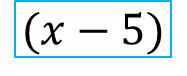 (x − 5)